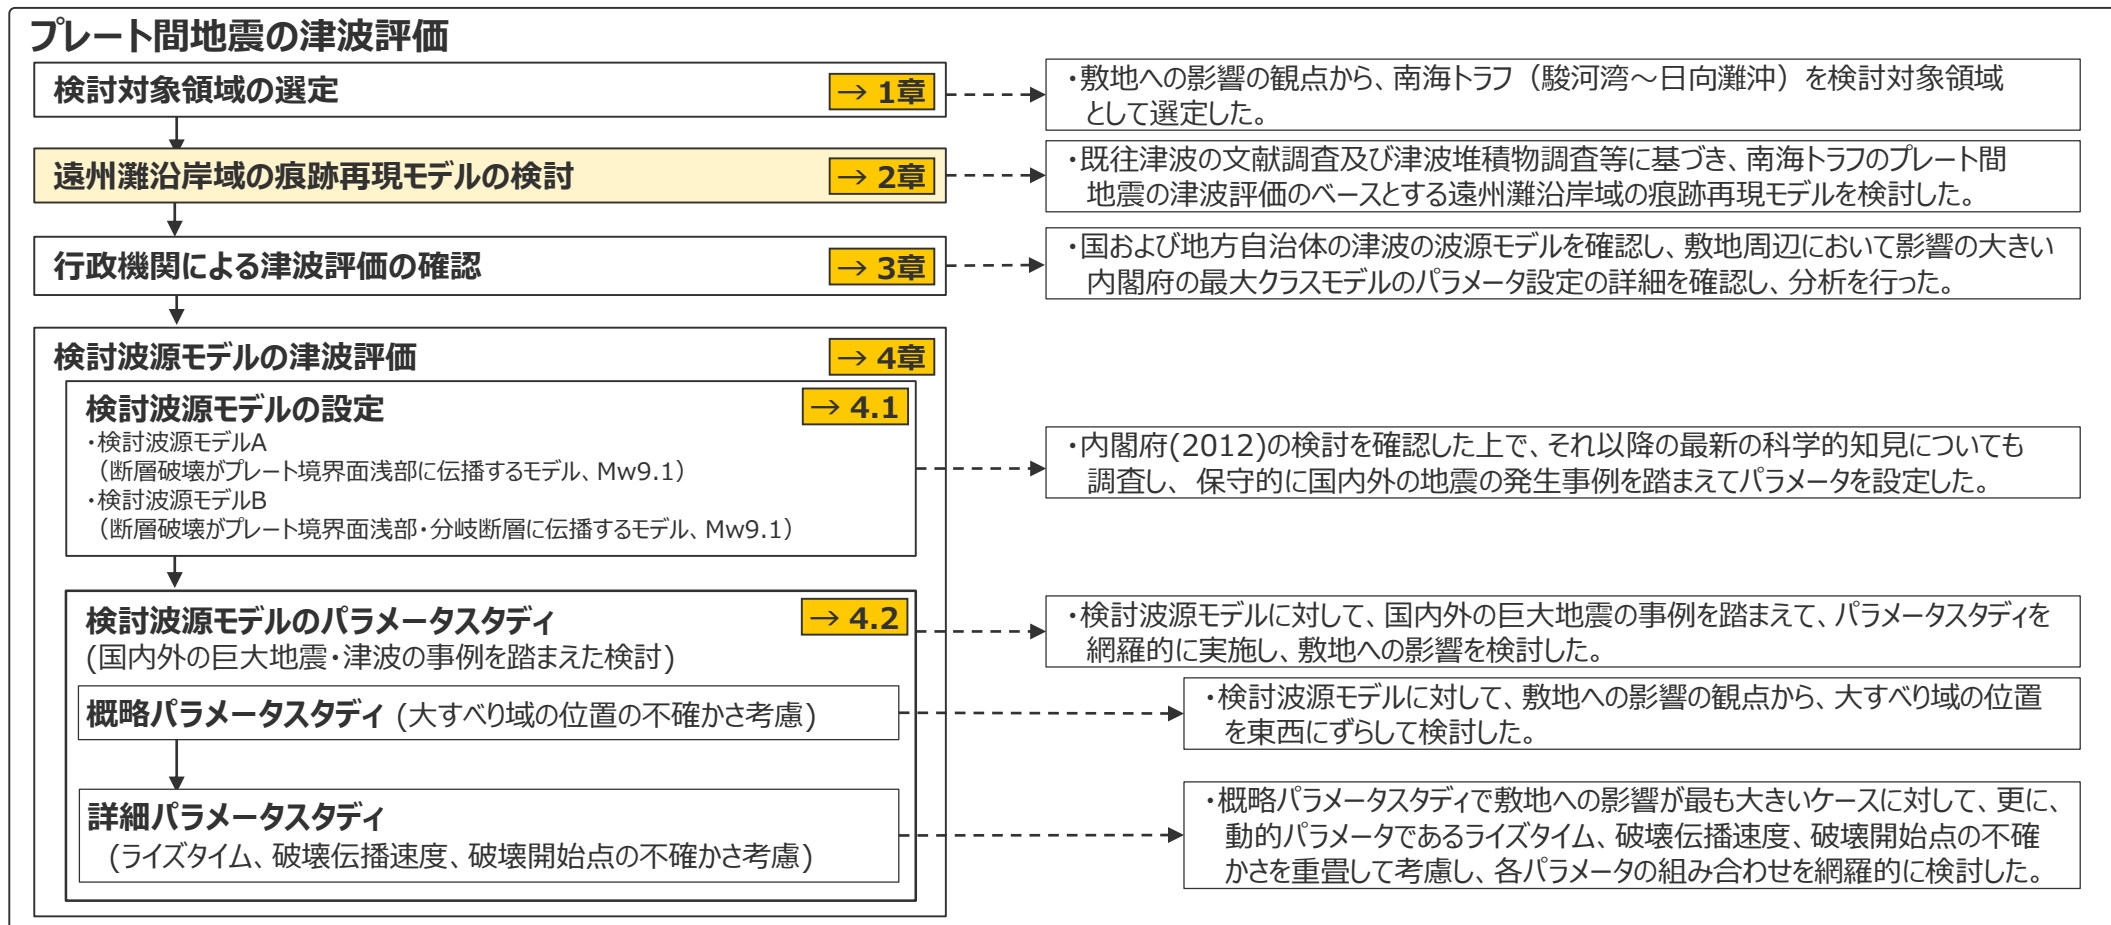 プレート間地震の津波評価
検討対象領域の選定
→ 1章
・敷地への影響の観点から、南海トラフ（駿河湾～日向灘沖）を検討対象領域
として選定した。
遠州灘沿岸域の痕跡再現モデルの検討
→ 2章
・既往津波の文献調査及び津波堆積物調査等に基づき、南海トラフのプレート間
地震の津波評価のベースとする遠州灘沿岸域の痕跡再現モデルを検討した。
行政機関による津波評価の確認
→ 3章
・国および地方自治体の津波の波源モデルを確認し、敷地周辺において影響の大きい
内閣府の最大クラスモデルのパラメータ設定の詳細を確認し、分析を行った。
検討波源モデルの津波評価
→ 4章
検討波源モデルの設定
→ 4.1
・検討波源モデルA
（断層破壊がプレート境界面浅部に伝播するモデル、Mw9.1）
・検討波源モデルB
（断層破壊がプレート境界面浅部・分岐断層に伝播するモデル、Mw9.1）
・内閣府(2012)の検討を確認した上で、それ以降の最新の科学的知見についても
調査し、保守的に国内外の地震の発生事例を踏まえてパラメータを設定した。
検討波源モデルのパラメータスタディ
→ 4.2
(国内外の巨大地震・津波の事例を踏まえた検討)
・検討波源モデルに対して、国内外の巨大地震の事例を踏まえて、パラメータスタディを
網羅的に実施し、敷地への影響を検討した。
概略パラメータスタディ (大すべり域の位置の不確かさ考慮)
・検討波源モデルに対して、敷地への影響の観点から、大すべり域の位置
を東西にずらして検討した。
詳細パラメータスタディ
(ライズタイム、破壊伝播速度、破壊開始点の不確かさ考慮)
・概略パラメータスタディで敷地への影響が最も大きいケースに対して、更に、
動的パラメータであるライズタイム、破壊伝播速度、破壊開始点の不確
かさを重畳して考慮し、各パラメータの組み合わせを網羅的に検討した。